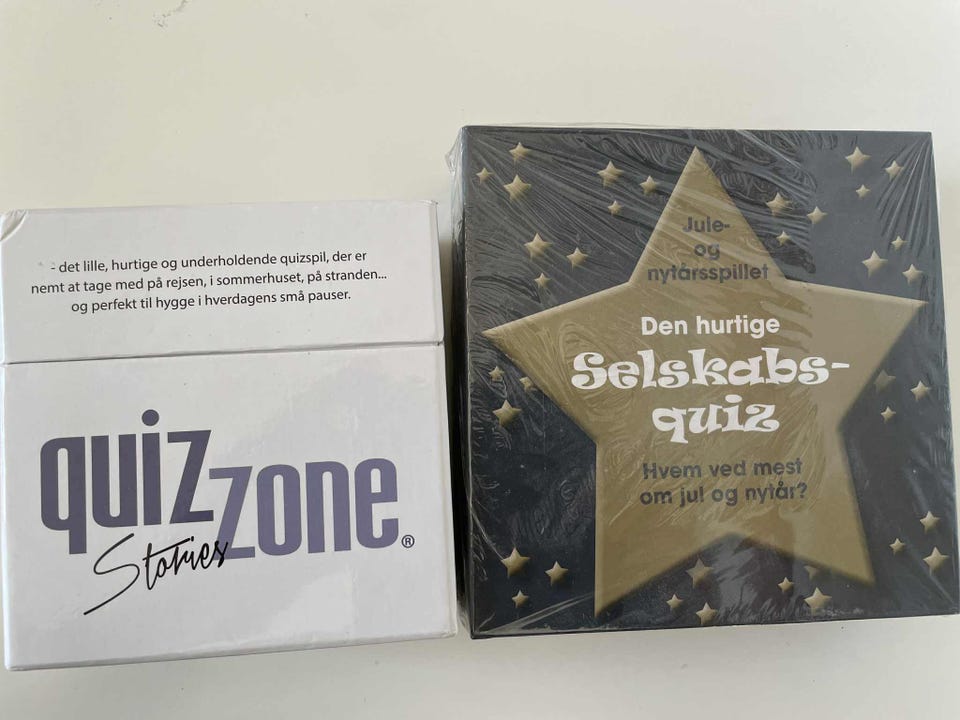 - det lille, hurtige og underholdende quizspil, der er
nemt at tage med på rejsen, i sommerhuset, på stranden...
og perfekt til hygge i hverdagens små pauser.
quizzone®
Stories
Jule-
og
nytårsspillet
Den hurtige
Selskabs-
quiz
Hvem ved mest
om jul og nytår?